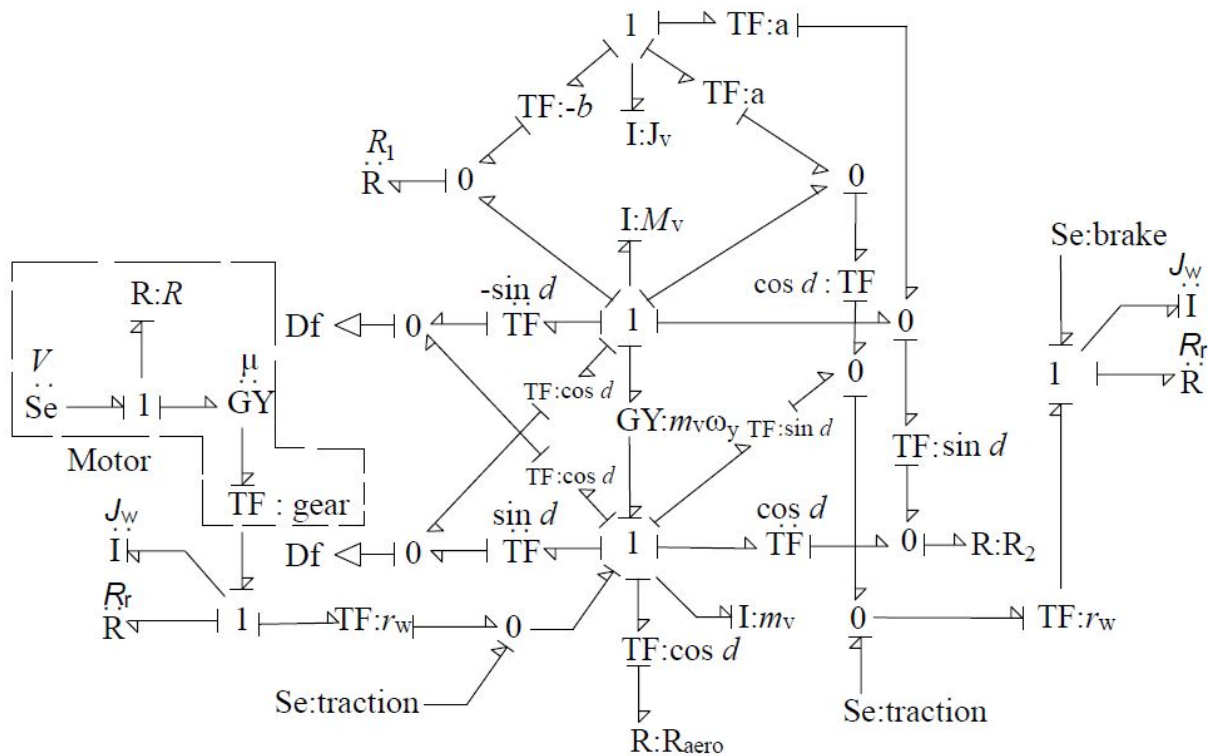 1 TF:a
TF:-b TF:a
I:Jv
R1
R 0 0
I:Mv Se:brake
R:R -sin d cos d : TF Jw
Df 0 TF 1 0 I
V μ Rr
Se 1 GY TF:cos d 0 1 R
GY:mvωy TF:sin d
Motor TF:sin d
TF:cos d
TF : gear
Jw sin d cos d
I Df 0 TF 1 TF 0 R:R2
Rr
R 1 TF:rw 0 I:mv 0 TF:rw
TF:cos d
Se:traction Se:traction
R:Raero